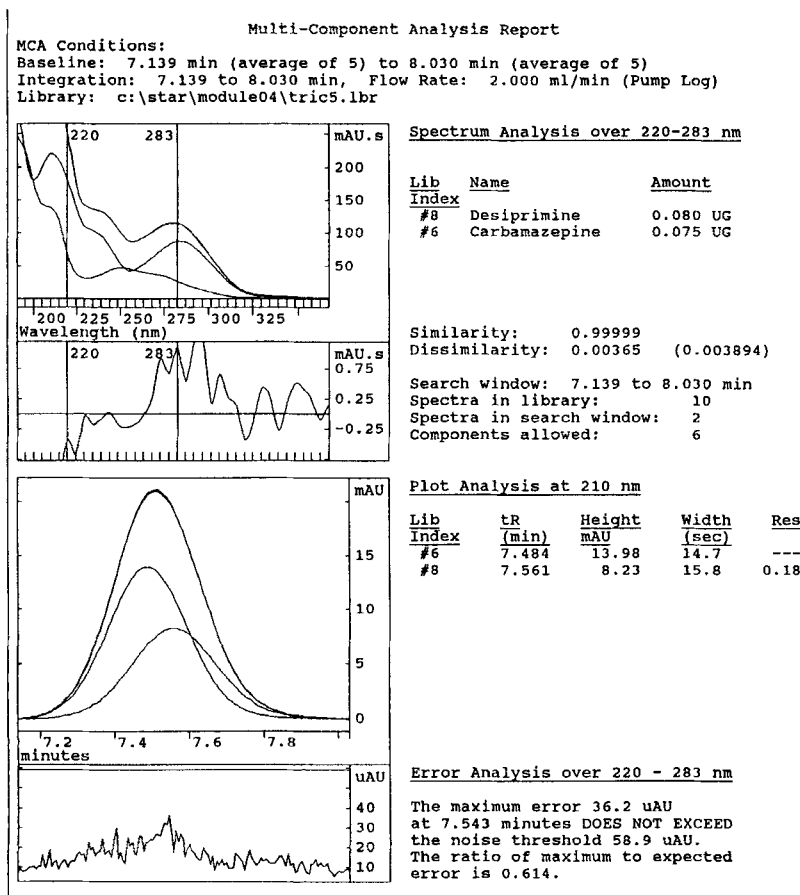 Multi-Component Analysis Report
MCA Conditions:
Baseline: 7.139 min (average of 5) to 8.030 min (average of 5)
Integration: 7.139 to 8.030 min, Flow Rate: 2.000 ml/min (Pump Log)
Library: c:\star\module04\tric5.lbr
220 283 mAU.s
200
150
100
50
200 225 250 275 300 325
Wavelength (nm)
220 283 mAU.s
0.75
0.25
-0.25
Spectrum Analysis over 220-283 nm
Lib Name Amount
Index
#8 Desiprimine 0.080 UG
#6 Carbamazepine 0.075 UG
Similarity: 0.99999
Dissimilarity: 0.00365 (0.003894)
Search window: 7.139 to 8.030 min
Spectra in library: 10
Spectra in search window: 2
Components allowed: 6
mAU
15
10
5
0
7.2 7.4 7.6 7.8
minutes
Plot Analysis at 210 nm
Lib tR Height Width Res
Index (min) mAU (sec)
#6 7.484 13.98 14.7 ---
#8 7.561 8.23 15.8 0.18
uAU
40
30
20
10
Error Analysis over 220 - 283 nm
The maximum error 36.2 uAU
at 7.543 minutes DOES NOT EXCEED
the noise threshold 58.9 uAU.
The ratio of maximum to expected
error is 0.614.